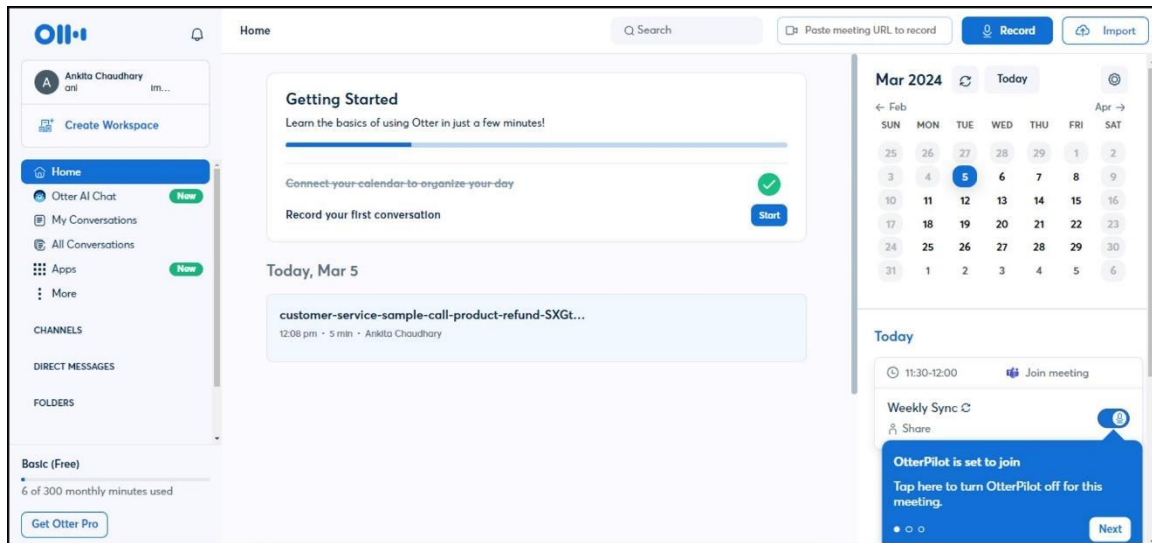 Otter
Home
Search
Paste meeting URL to record
Record
Import
A
Ankita Chaudhary
ani im...
Create Workspace
Home
Otter AI Chat New
My Conversations
All Conversations
Apps New
More
CHANNELS
DIRECT MESSAGES
FOLDERS
Basic (Free)
6 of 300 monthly minutes used
Get Otter Pro
Getting Started
Learn the basics of using Otter in just a few minutes!
Connect your calendar to organize your day
Record your first conversation Start
Today, Mar 5
customer-service-sample-call-product-refund-SXGt...
12:08 pm • 5 min • Ankita Chaudhary
Mar 2024 Today
← Feb Apr →
SUN MON TUE WED THU FRI SAT
25 26 27 28 29 1 2
3 4 5 6 7 8 9
10 11 12 13 14 15 16
17 18 19 20 21 22 23
24 25 26 27 28 29 30
31 1 2 3 4 5 6
Today
11:30-12:00 Join meeting
Weekly Sync
Share
OtterPilot is set to join
Tap here to turn OtterPilot off for this
meeting.
Next